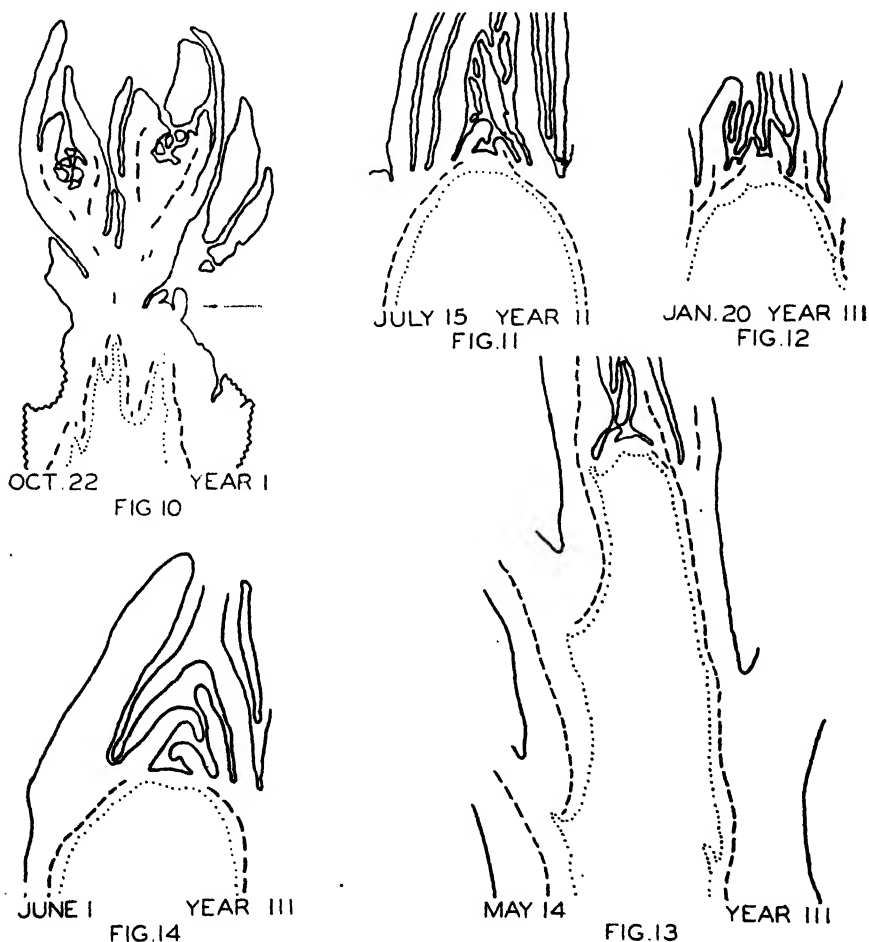 JULY 15 YEAR II
FIG.11
JAN.20 YEAR III
FIG.12
OCT.22 YEAR I
FIG 10
JUNE I YEAR III
FIG.14
MAY 14 YEAR III
FIG.13